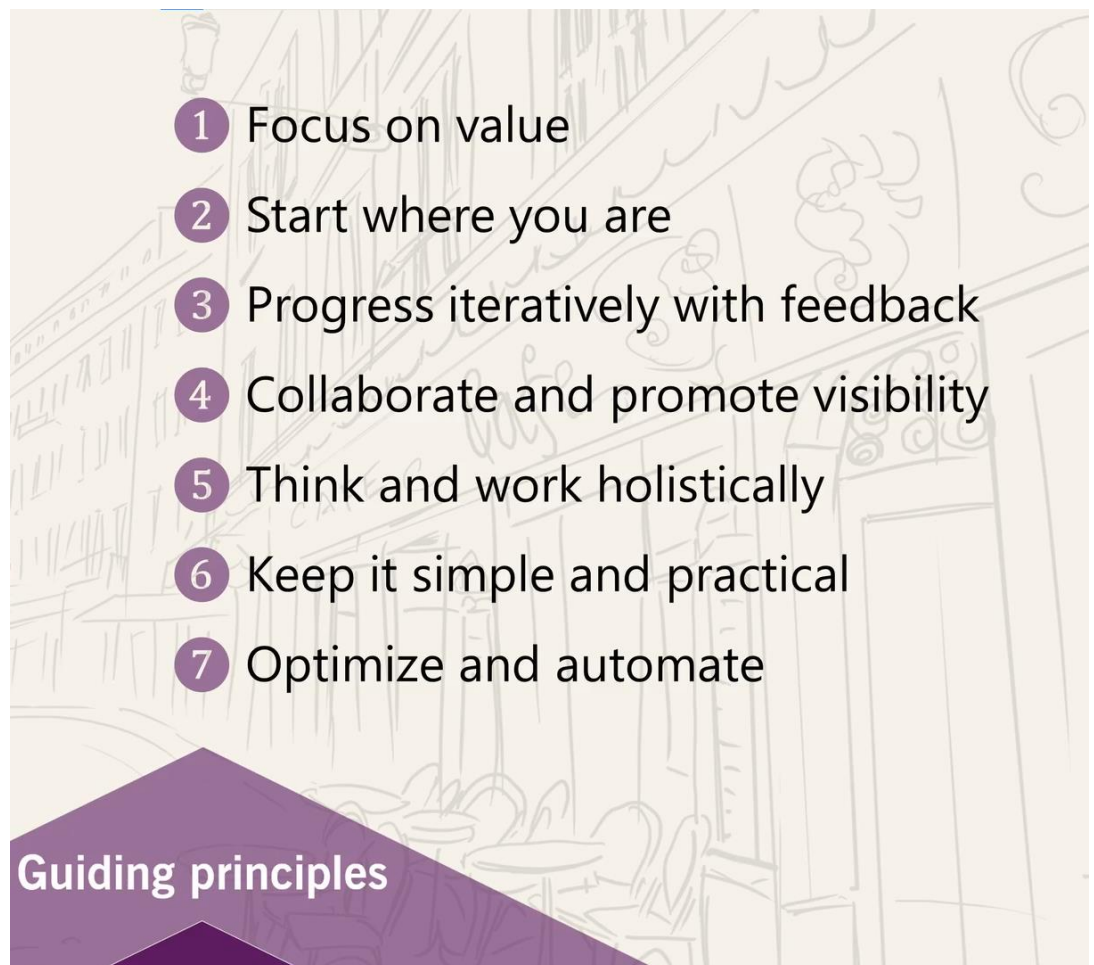 1 Focus on value
2 Start where you are
3 Progress iteratively with feedback
4 Collaborate and promote visibility
5 Think and work holistically
6 Keep it simple and practical
7 Optimize and automate
Guiding principles